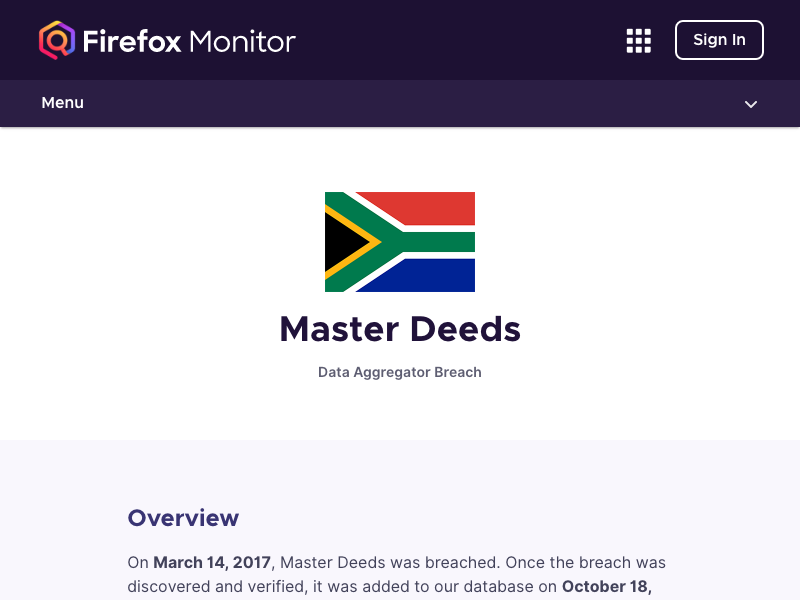 Firefox Monitor
Sign In
Menu
Master Deeds
Data Aggregator Breach
Overview
On March 14, 2017, Master Deeds was breached. Once the breach was
discovered and verified, it was added to our database on October 18,